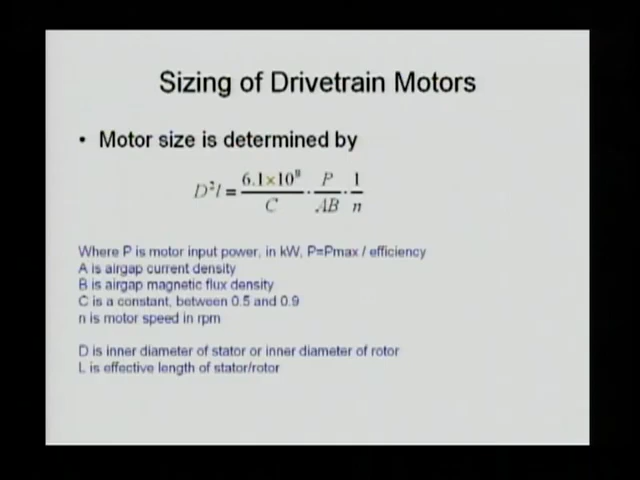 Sizing of Drivetrain Motors
• Motor size is determined by
D²l = 6.1×10⁸ / C · P / AB · 1 / n
Where P is motor input power, in kW, P=Pmax / efficiency
A is airgap current density
B is airgap magnetic flux density
C is a constant, between 0.5 and 0.9
n is motor speed in rpm
D is inner diameter of stator or inner diameter of rotor
L is effective length of stator/rotor